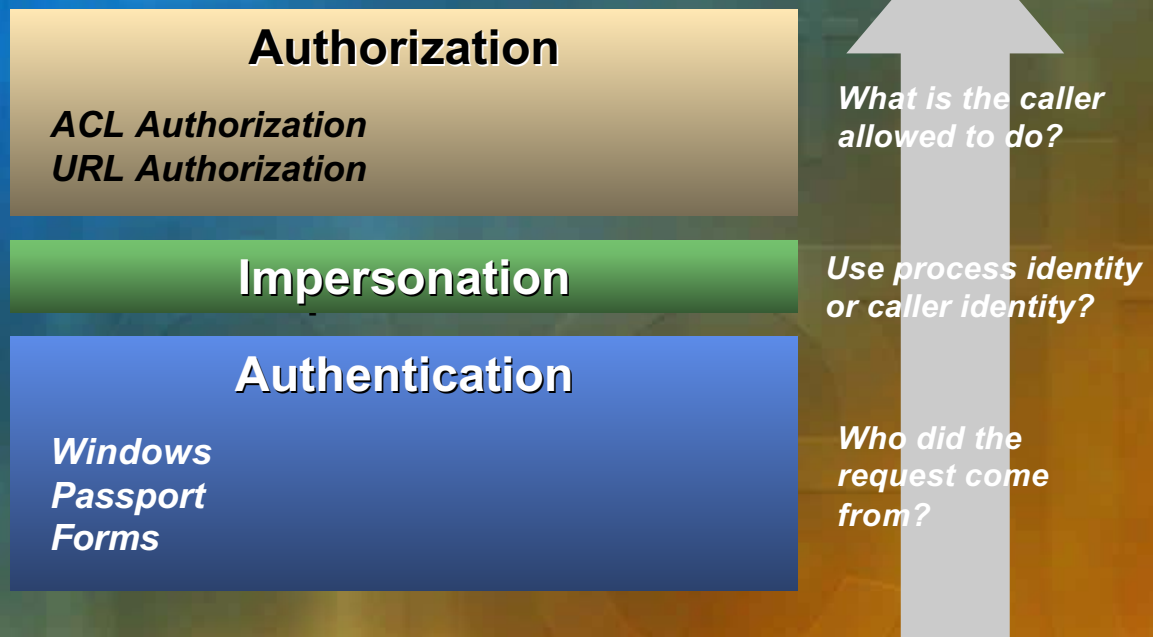 Authorization
ACL Authorization
URL Authorization
What is the caller
allowed to do?
Impersonation
Use process identity
or caller identity?
Authentication
Windows
Passport
Forms
Who did the
request come
from?